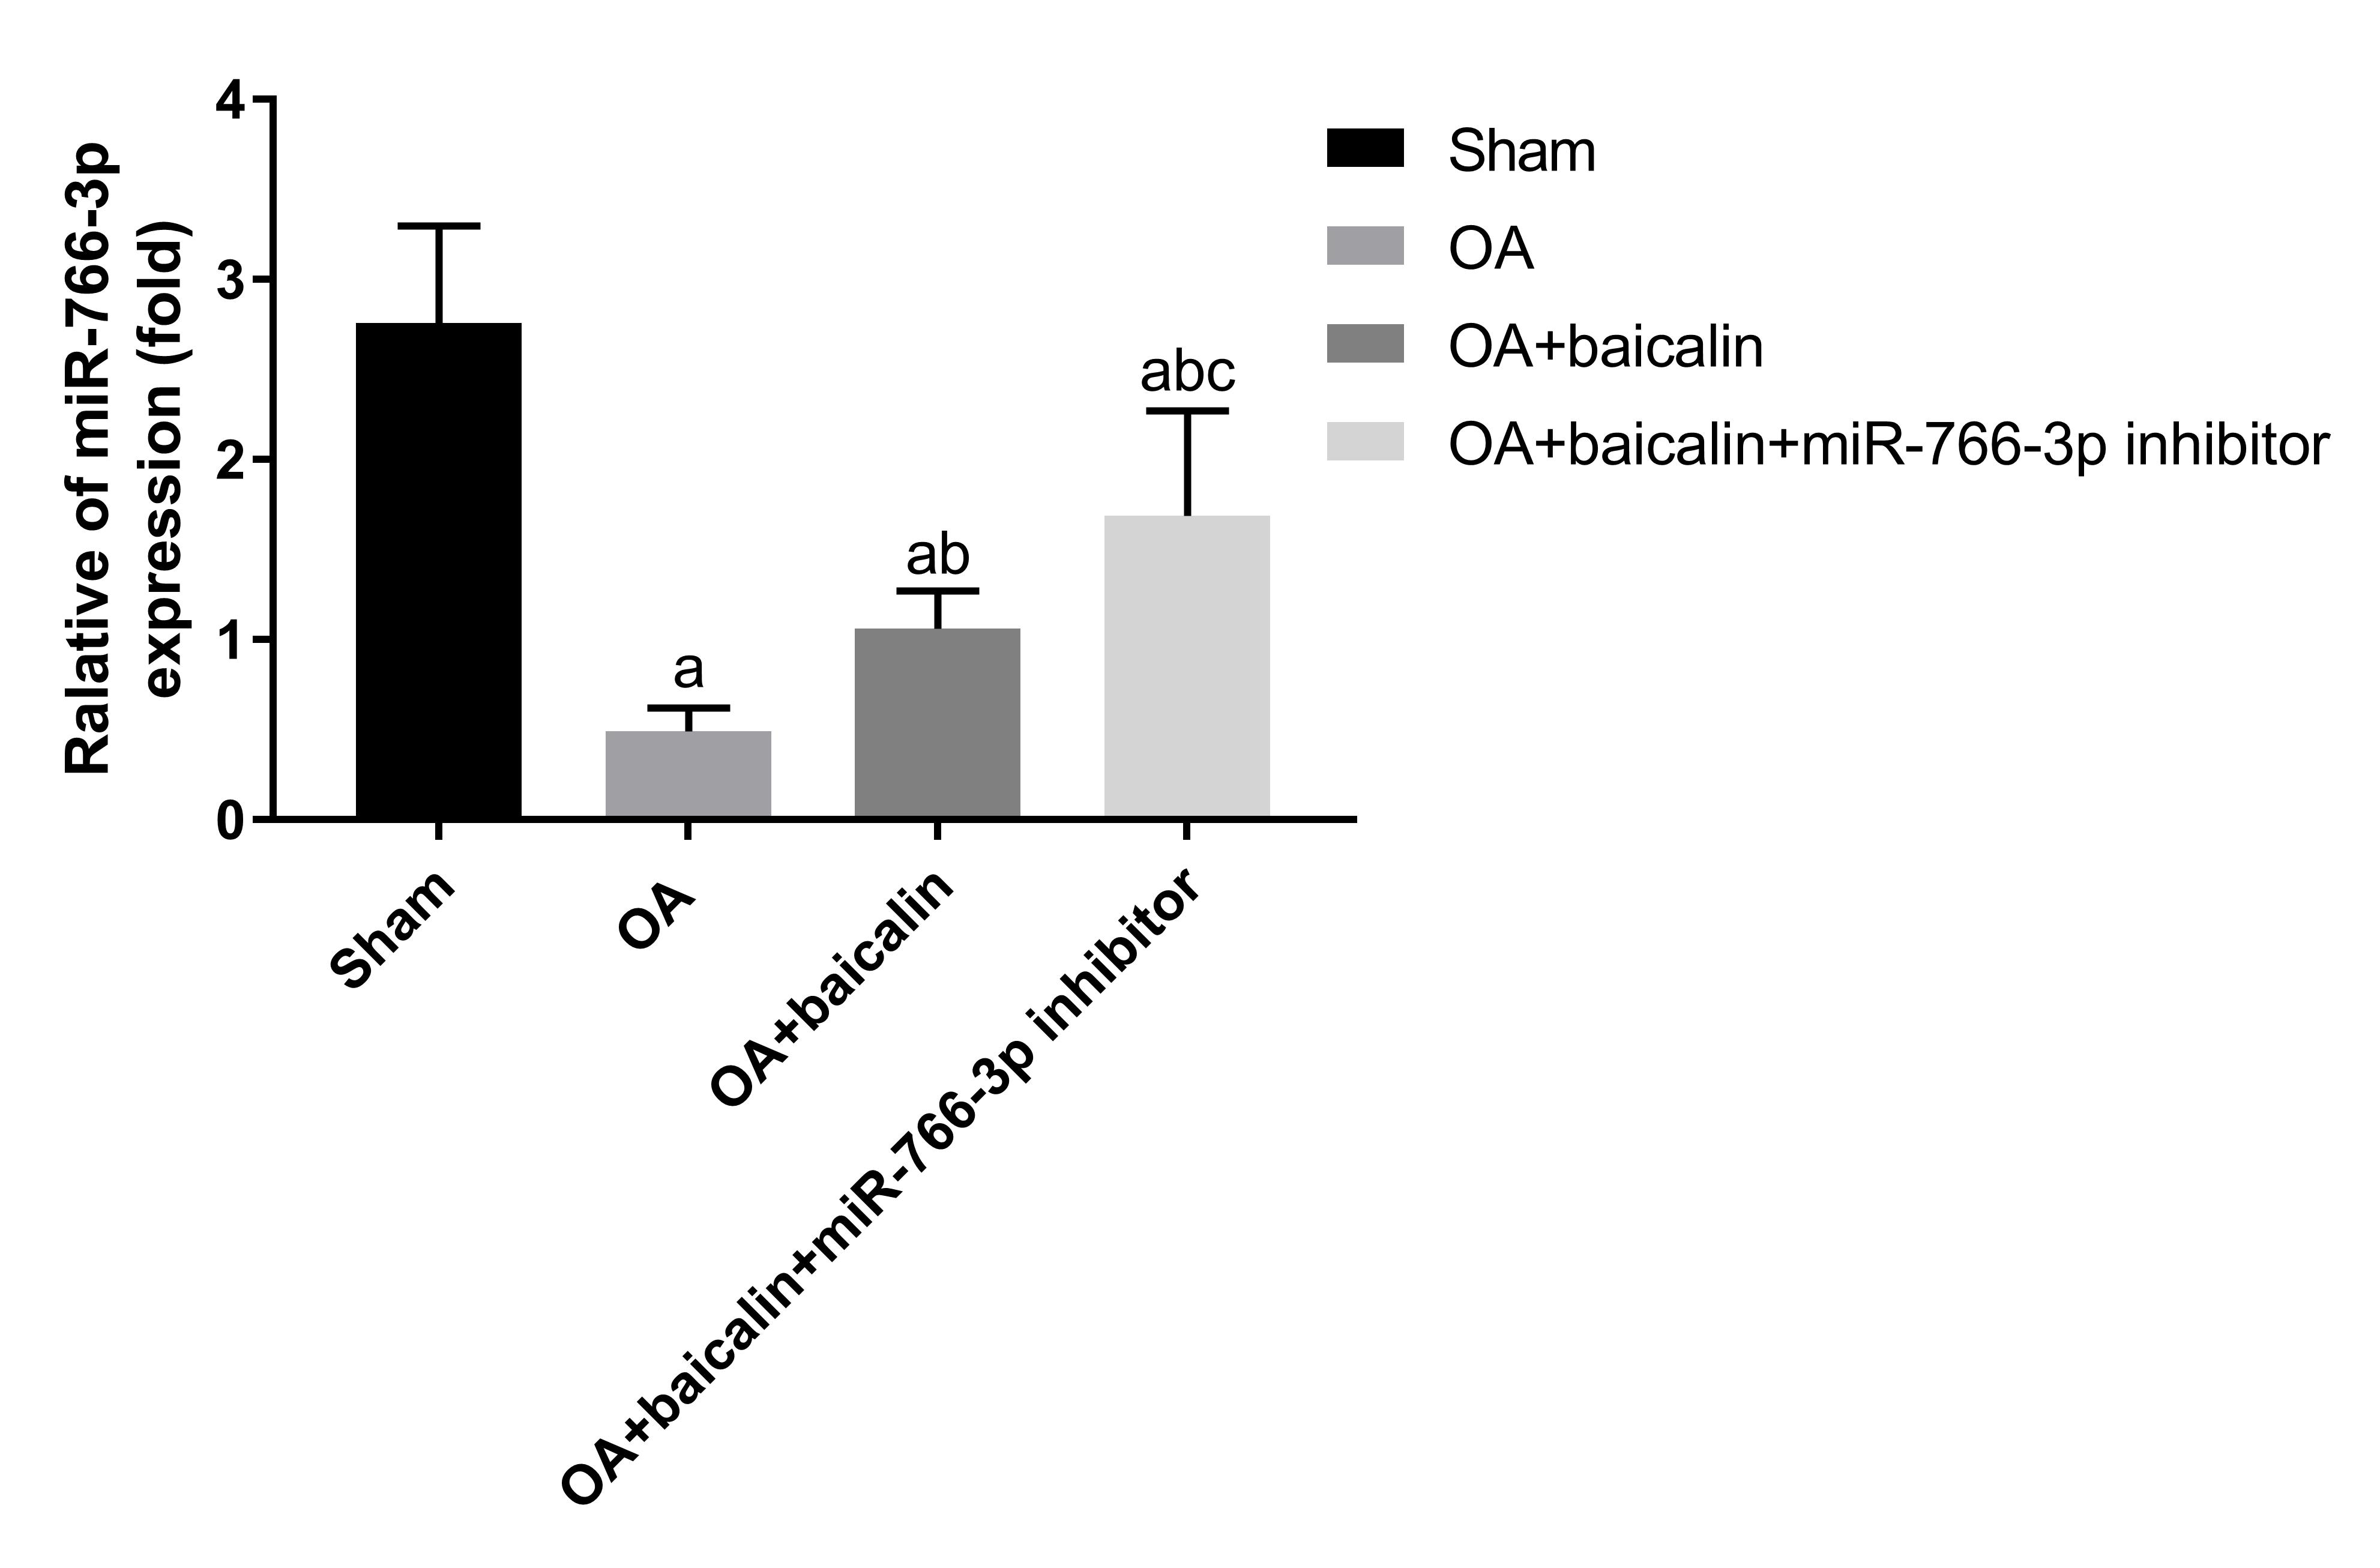 Ralative of miR-766-3p
expression (fold)
4
3
2
1
0
a
ab
abc
Sham
OA
OA+baicalin
OA+baicalin+miR-766-3p inhibitor
Sham
OA
OA+baicalin
OA+baicalin+miR-766-3p inhibitor